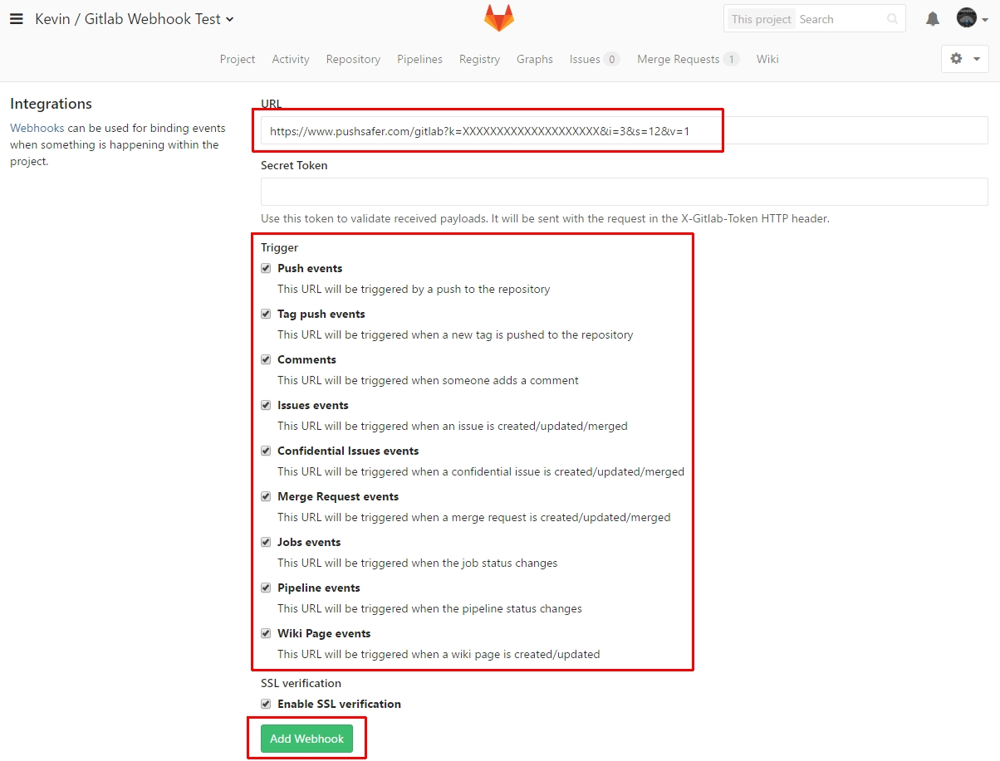 Kevin / Gitlab Webhook Test
This project Search
Project Activity Repository Pipelines Registry Graphs Issues 0 Merge Requests 1 Wiki
Integrations
Webhooks can be used for binding events
when something is happening within the
project.
URL
https://www.pushsafer.com/gitlab?k=XXXXXXXXXXXXXXXXXXXX&i=3&s=12&v=1
Secret Token
Use this token to validate received payloads. It will be sent with the request in the X-Gitlab-Token HTTP header.
Trigger
Push events
This URL will be triggered by a push to the repository
Tag push events
This URL will be triggered when a new tag is pushed to the repository
Comments
This URL will be triggered when someone adds a comment
Issues events
This URL will be triggered when an issue is created/updated/merged
Confidential Issues events
This URL will be triggered when a confidential issue is created/updated/merged
Merge Request events
This URL will be triggered when a merge request is created/updated/merged
Jobs events
This URL will be triggered when the job status changes
Pipeline events
This URL will be triggered when the pipeline status changes
Wiki Page events
This URL will be triggered when a wiki page is created/updated
SSL verification
Enable SSL verification
Add Webhook